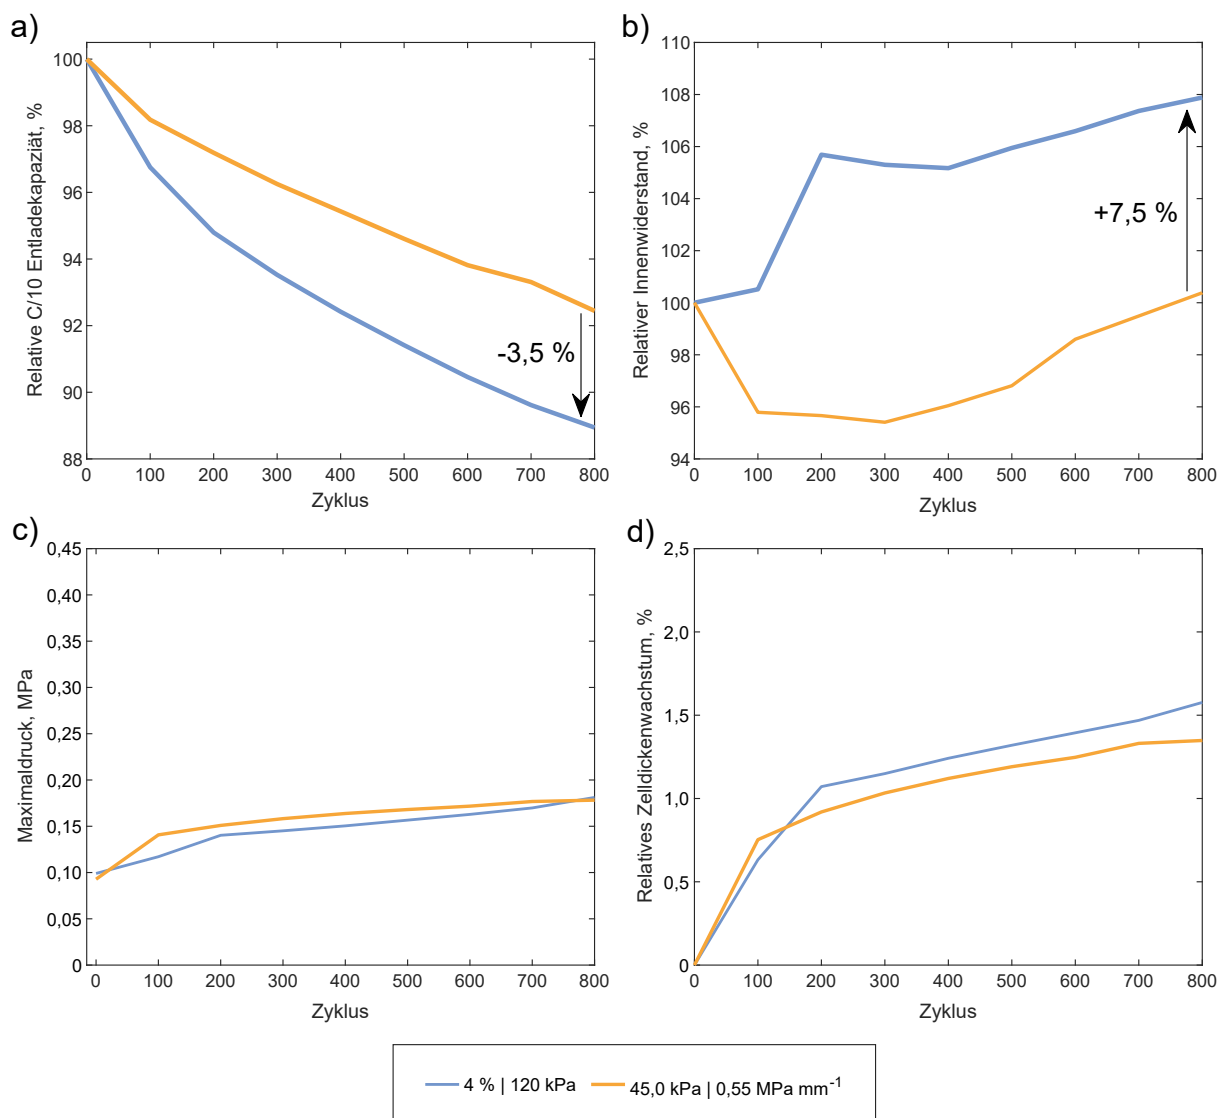 a)
100
98
96
94
92
90
88
Relative C/10 Entladekapaziät, %
-3,5 %
0 100 200 300 400 500 600 700 800
Zyklus
b)
110
108
106
104
102
100
98
96
94
Relativer Innenwiderstand, %
+7,5 %
0 100 200 300 400 500 600 700 800
Zyklus
c)
0,45
0,40
0,35
0,30
0,25
0,20
0,15
0,10
0,05
0
Maximaldruck, MPa
0 100 200 300 400 500 600 700 800
Zyklus
d)
2,5
2,0
1,5
1,0
0,5
0
Relatives Zelldickenwachstum, %
0 100 200 300 400 500 600 700 800
Zyklus
4 % | 120 kPa 45,0 kPa | 0,55 MPa mm⁻¹